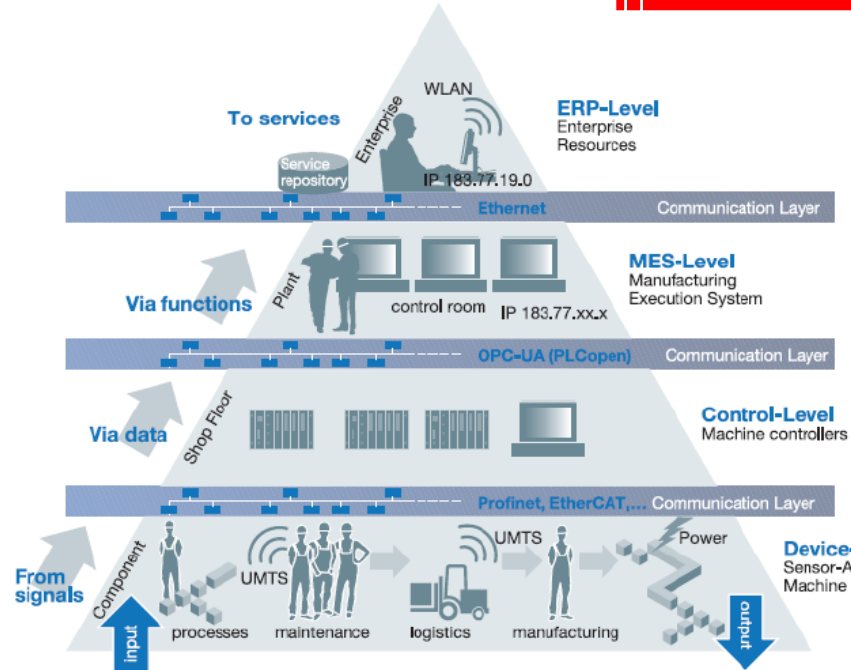 WLAN
To services
Enterprise
ERP-Level
Enterprise
Resources
Service
repository
IP 183.77.19.0
Ethernet
Communication Layer
Plant
MES-Level
Manufacturing
Execution System
Via functions
control room
IP 183.77.xx.x
OPC-UA (PLCopen)
Communication Layer
Shop Floor
Via data
Control-Level
Machine controllers
Profinet, EtherCAT,...
Communication Layer
Component
UMTS
UMTS
Power
Device-
Sensor-A
Machine
From
signals
input
processes
maintenance
logistics
manufacturing
output